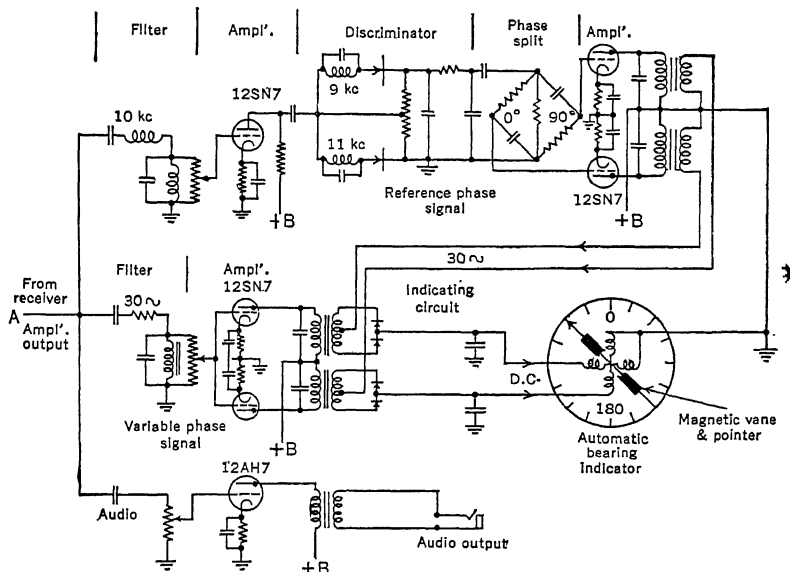 Filter
Ampl'.
Discriminator
Phase
split
Ampl'.
12SN7
10 kc
9 kc
0°
90°
11 kc
Reference phase
signal
+B
12SN7
+B
30~
Filter
Ampl'.
12SN7
Indicating
circuit
From
receiver
A
Ampl'.
output
30~
0
D.C.
180
Variable phase
signal
+B
Automatic
bearing
Indicator
Magnetic vane
& pointer
12AH7
Audio
+B
Audio output